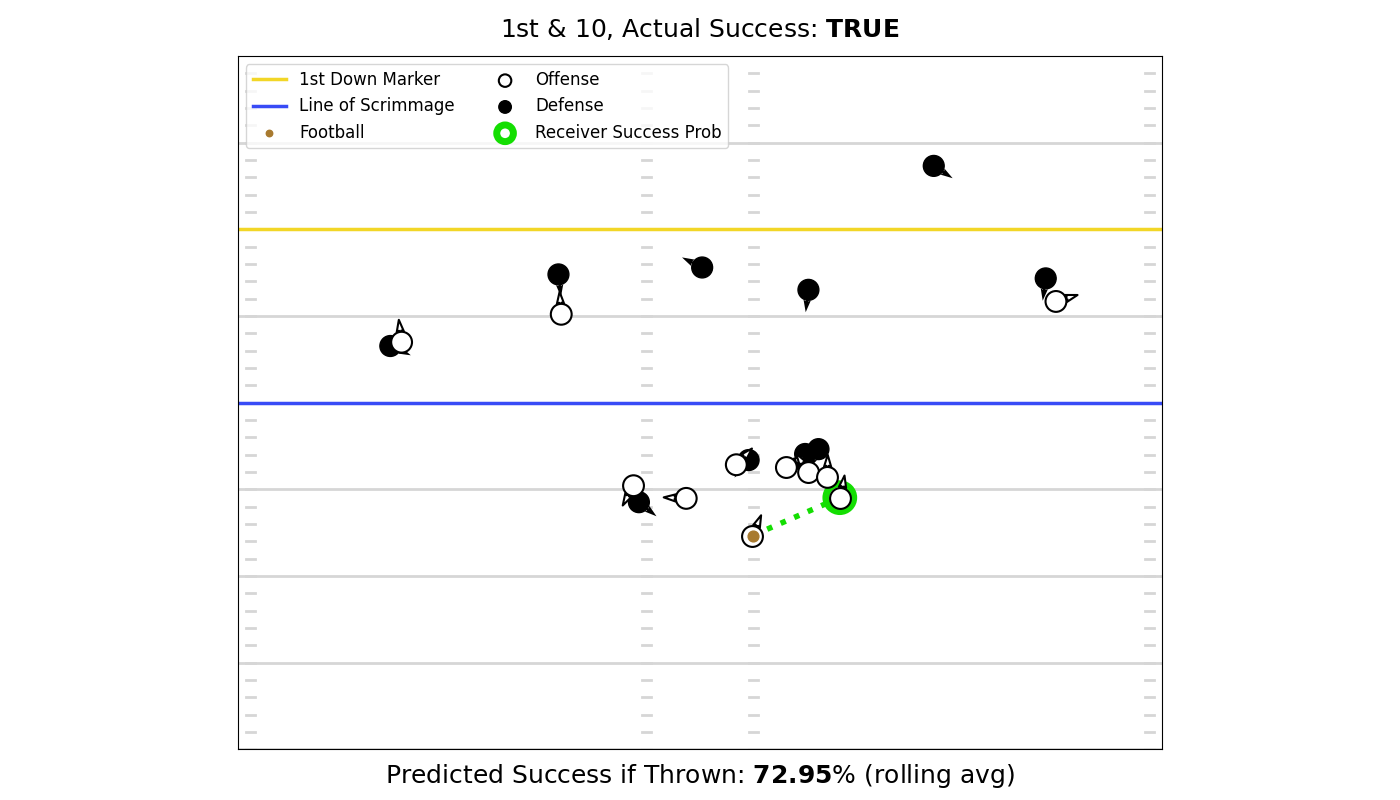 1st & 10, Actual Success: TRUE
1st Down Marker
Line of Scrimmage
Football
Offense
Defense
Receiver Success Prob
Predicted Success if Thrown: 72.95% (rolling avg)